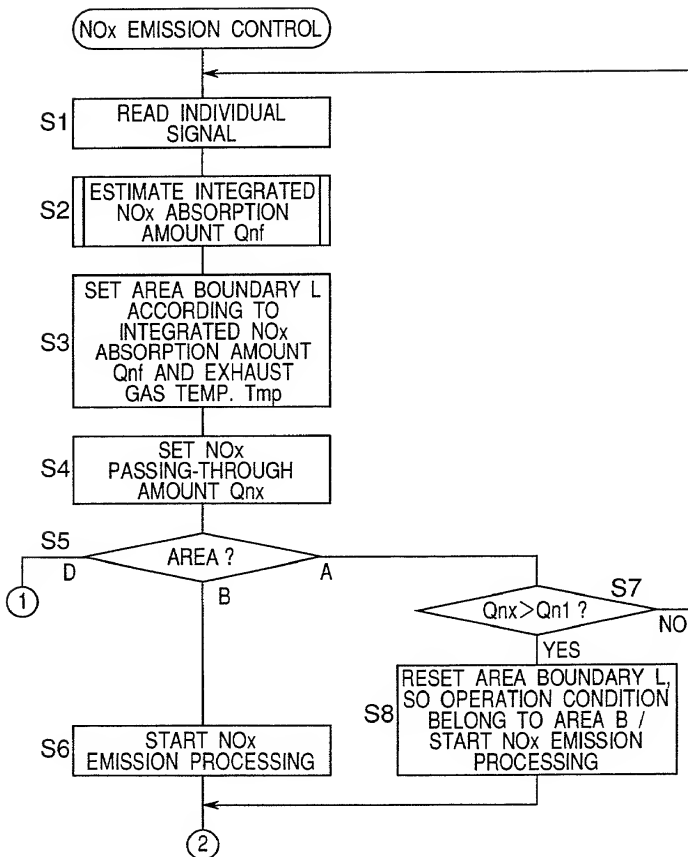 NOx EMISSION CONTROL
S1
READ INDIVIDUAL
SIGNAL
S2
ESTIMATE INTEGRATED
NOx ABSORPTION
AMOUNT Qnf
S3
SET AREA BOUNDARY L
ACCORDING TO
INTEGRATED NOx
ABSORPTION AMOUNT
Qnf AND EXHAUST
GAS TEMP. Tmp
S4
SET NOx
PASSING-THROUGH
AMOUNT Qnx
S5
AREA ?
D
A
B
1
S7
Qnx>Qn1 ?
NO
YES
S8
RESET AREA BOUNDARY L,
SO OPERATION CONDITION
BELONG TO AREA B /
START NOx EMISSION
PROCESSING
S6
START NOx
EMISSION PROCESSING
2